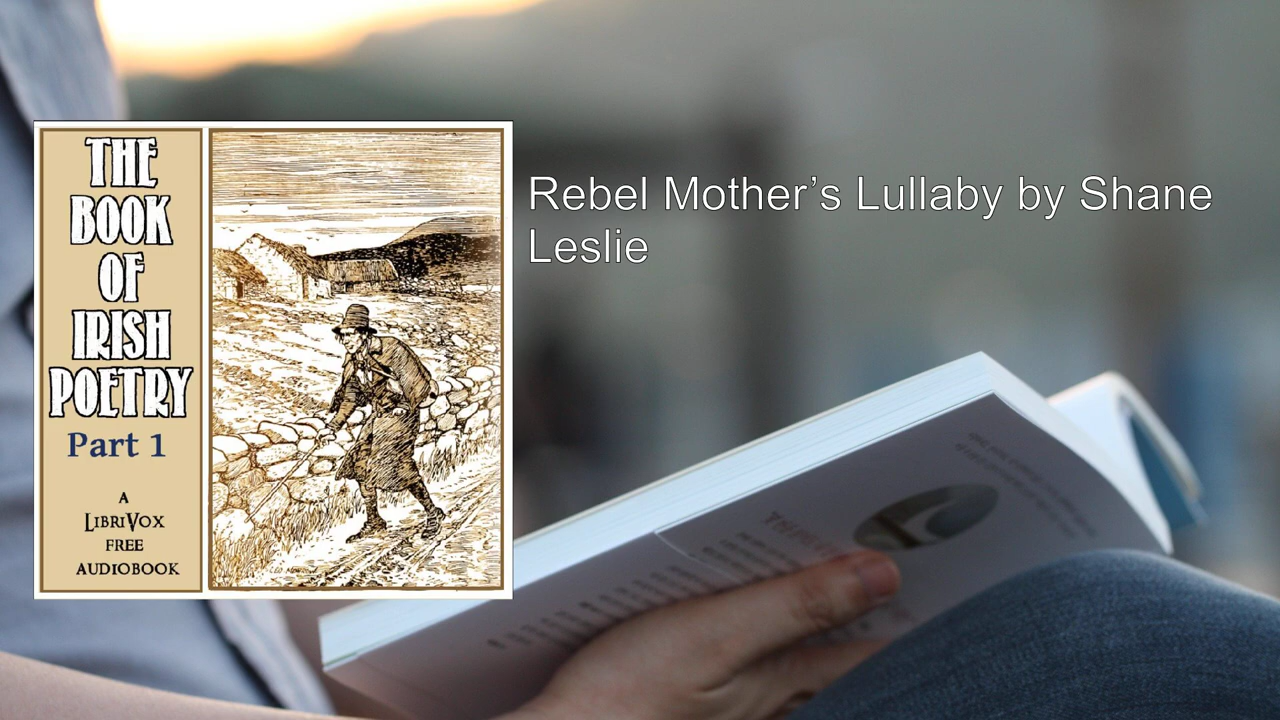 THE
BOOK
OF
IRISH
POETRY
Part 1
A
LIBRIVOX
FREE
AUDIOBOOK
Rebel Mother’s Lullaby by Shane
Leslie